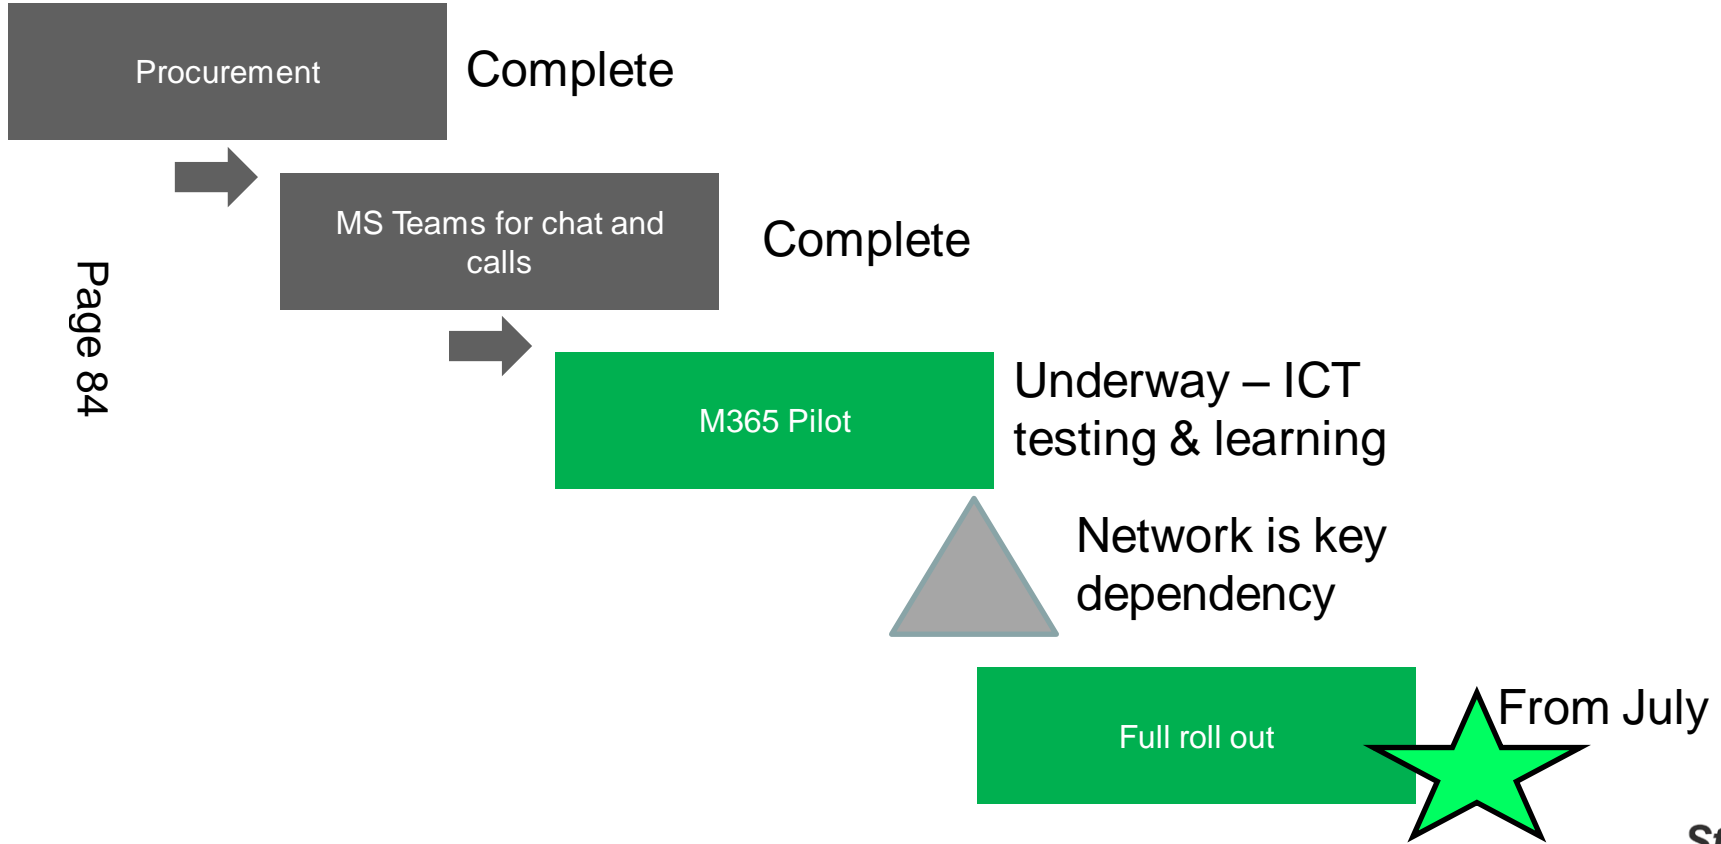 Procurement
Complete
MS Teams for chat and
calls
Complete
Page 84
M365 Pilot
Underway – ICT
testing & learning
Network is key
dependency
Full roll out
From July